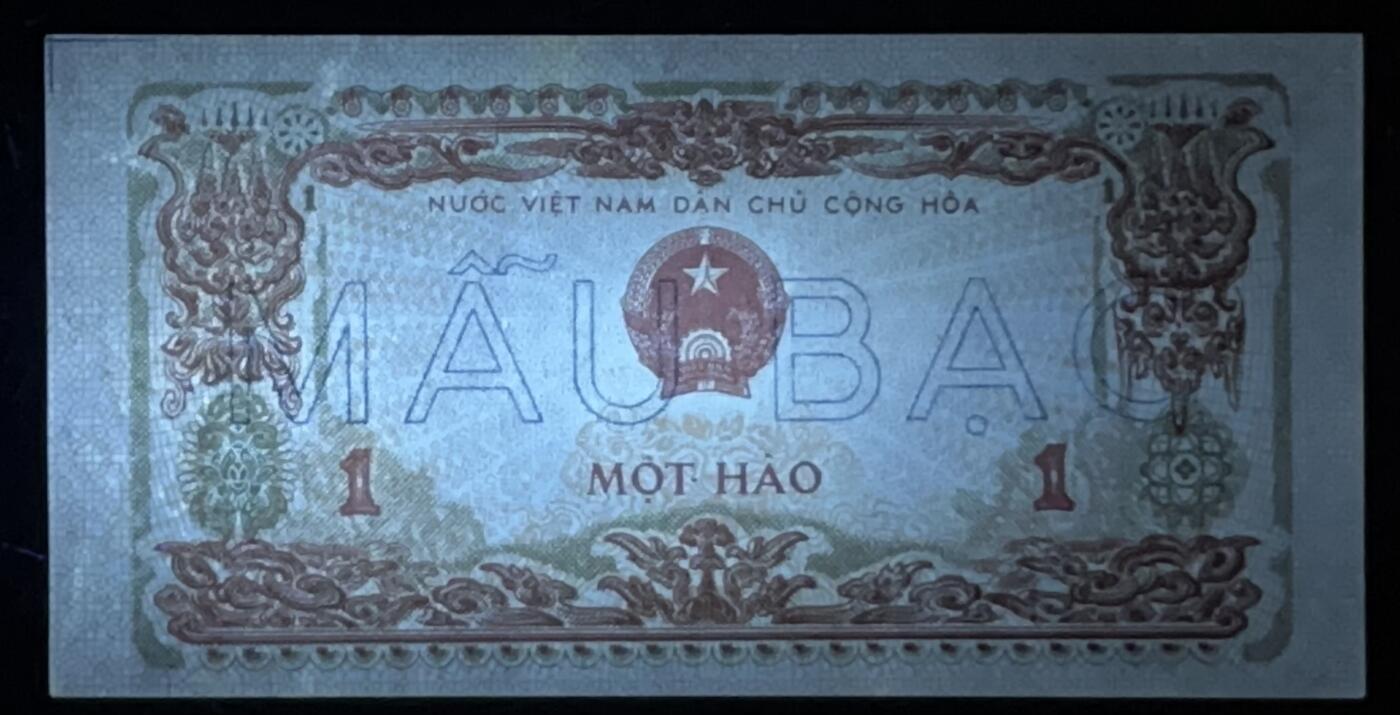 1 1
NƯỚC VIỆT NAM DÂN CHỦ CỘNG HÒA
MẪU BẠC
1 MỘT HÀO 1